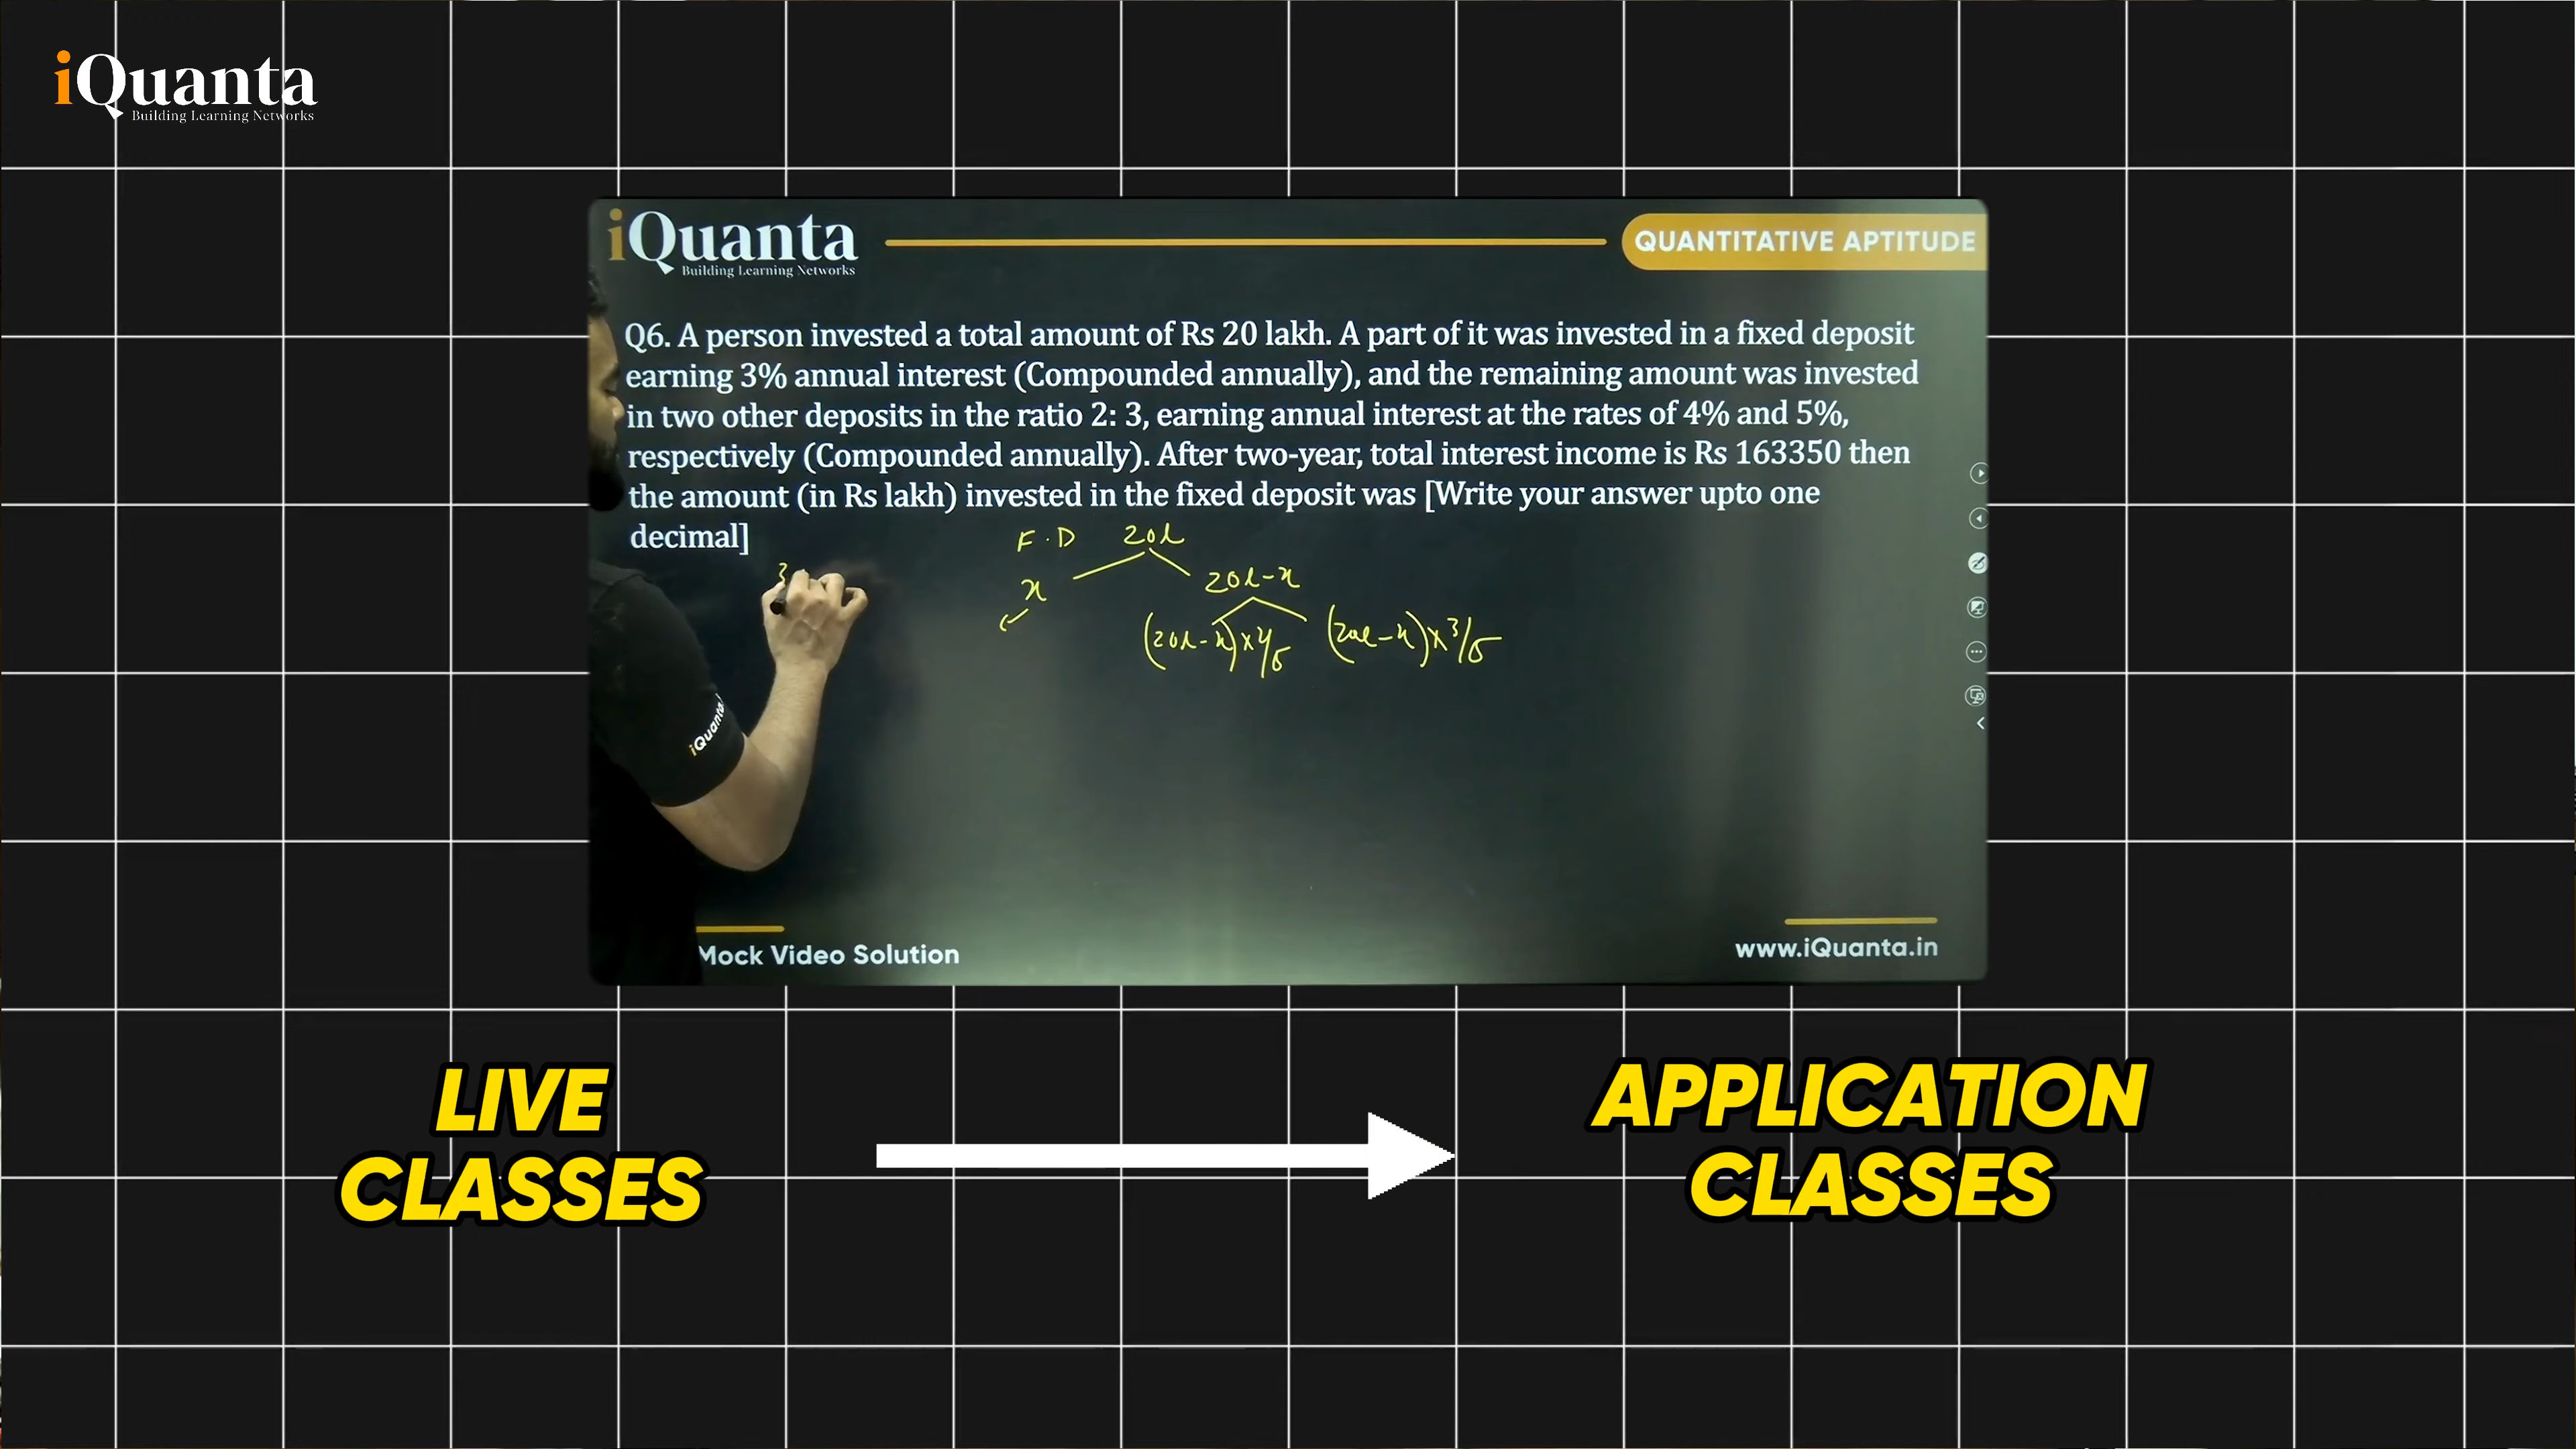 iQuanta
Building Learning Networks
iQuanta
Building Learning Networks
QUANTITATIVE APTITUDE
Q6. A person invested a total amount of Rs 20 lakh. A part of it was invested in a fixed deposit
earning 3% annual interest (Compounded annually), and the remaining amount was invested
in two other deposits in the ratio 2: 3, earning annual interest at the rates of 4% and 5%,
respectively (Compounded annually). After two-year, total interest income is Rs 163350 then
the amount (in Rs lakh) invested in the fixed deposit was [Write your answer upto one
decimal]
F.D 20l
3
x 20l-x
(20l-x)x2/5 (20l-x)x3/5
iQuanta
Mock Video Solution
www.iQuanta.in
LIVE
CLASSES
APPLICATION
CLASSES